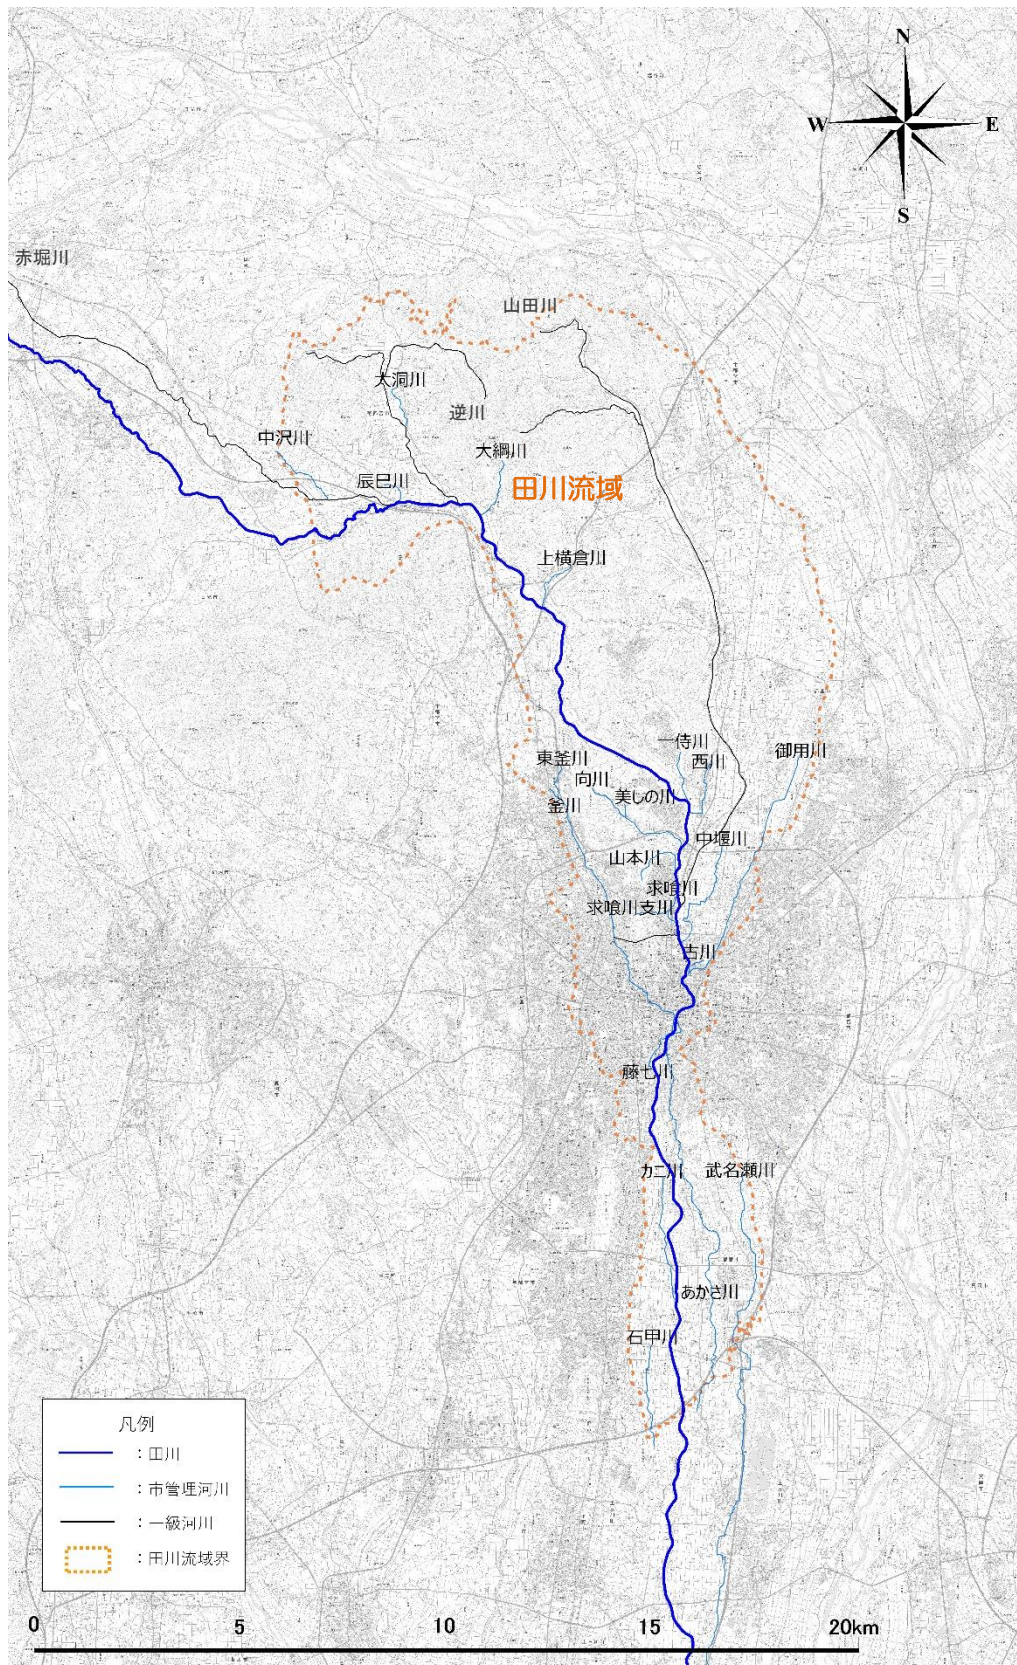 N
W
E
S
赤堀川
山田川
大洞川
逆川
中沢川
大網川
辰巳川
田川流域
上横倉川
一侍川
東釜川
西川
御用川
向川
美しの川
釜川
中堰川
山本川
求喰川
求喰川支川
古川
藤七川
カニ川
武名瀬川
あかさ川
石甲川
凡例
：田川
：市管理河川
：一級河川
：田川流域界
0 5 10 15 20km